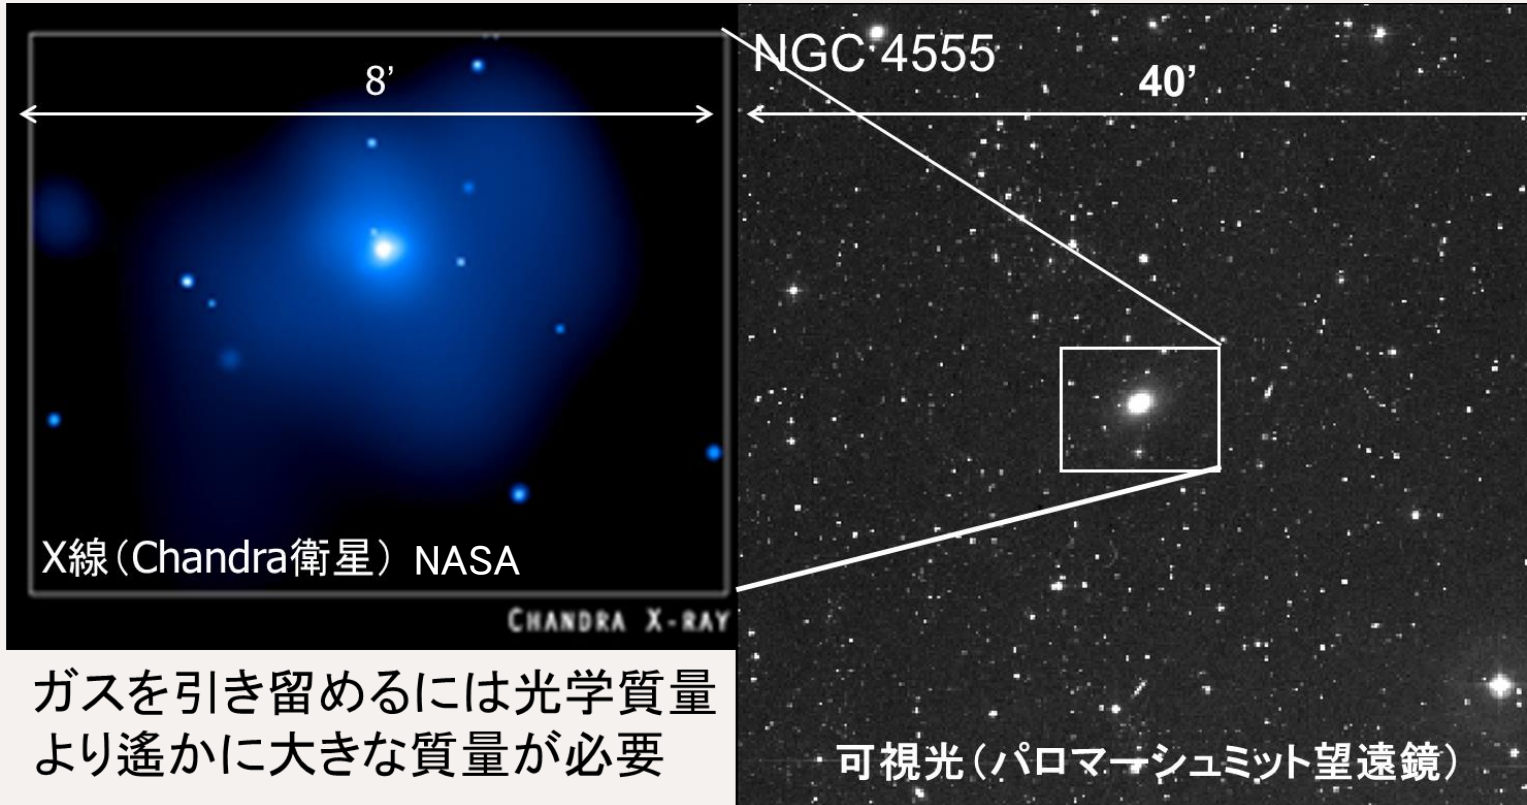 8’
NGC 4555
40’
X線（Chandra衛星） NASA
CHANDRA X-RAY
ガスを引き留めるには光学質量
より遙かに大きな質量が必要
可視光（パロマーシュミット望遠鏡）